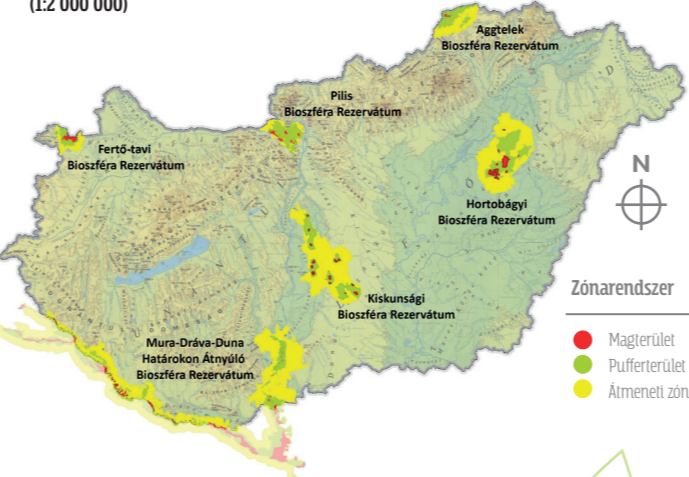 (1:2 000 000)
Aggtelek
Bioszféra Rezervátum
Pilis
Bioszféra Rezervátum
Fertő-tavi
Bioszféra Rezervátum
N
Hortobágyi
Bioszféra Rezervátum
Zónarendszer
Kiskunsági
Bioszféra Rezervátum
Mura-Dráva-Duna
Határokon Átnyúló
Bioszféra Rezervátum
Magterület
Pufferterület
Átmeneti zón